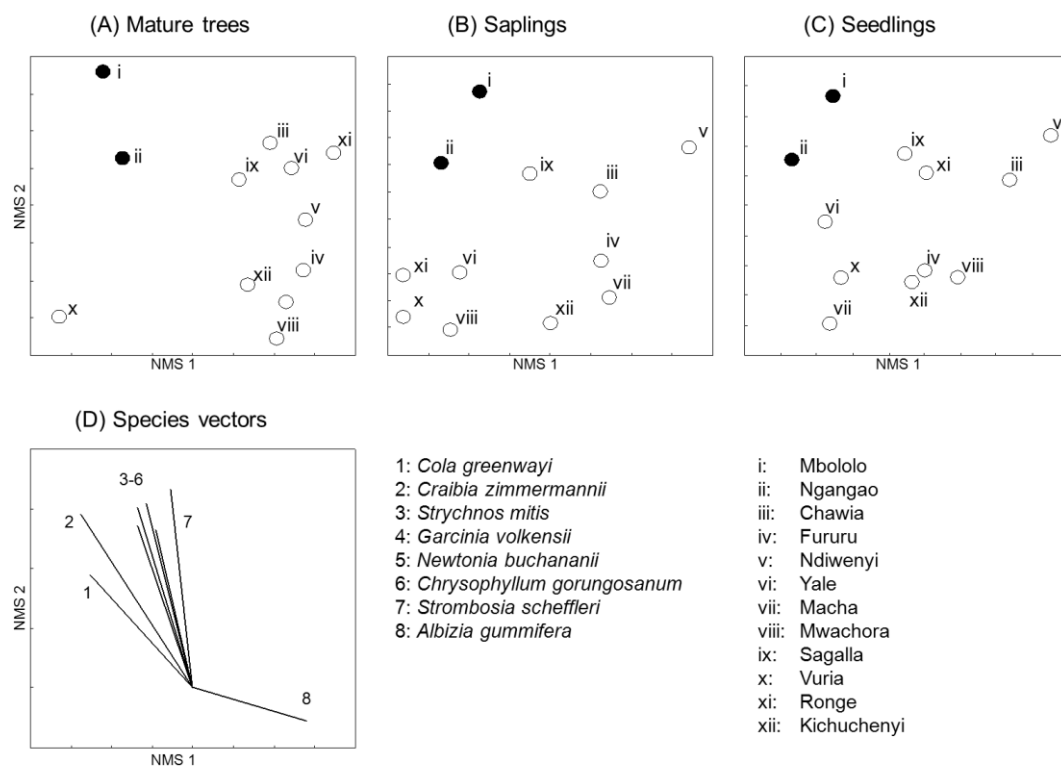 (A) Mature trees
(B) Saplings
(C) Seedlings
i
ii
iii
xi
vi
ix
v
iv
xii
x
viii
NMS 2
NMS 1
i
v
ii
ix
iii
iv
xi
vi
vii
x
viii
xii
NMS 1
i
v
ii
ix
xi
iii
vi
x
iv
viii
xii
vii
NMS 1
(D) Species vectors
3-6
2
7
1
8
NMS 2
NMS 1
1: Cola greenwayi
2: Craibia zimmermannii
3: Strychnos mitis
4: Garcinia volkensii
5: Newtonia buchananii
6: Chrysophyllum gorungosanum
7: Strombosia scheffleri
8: Albizia gummifera
i: Mbololo
ii: Ngangao
iii: Chawia
iv: Fururu
v: Ndiwenyi
vi: Yale
vii: Macha
viii: Mwachora
ix: Sagalla
x: Vuria
xi: Ronge
xii: Kichuchenyi